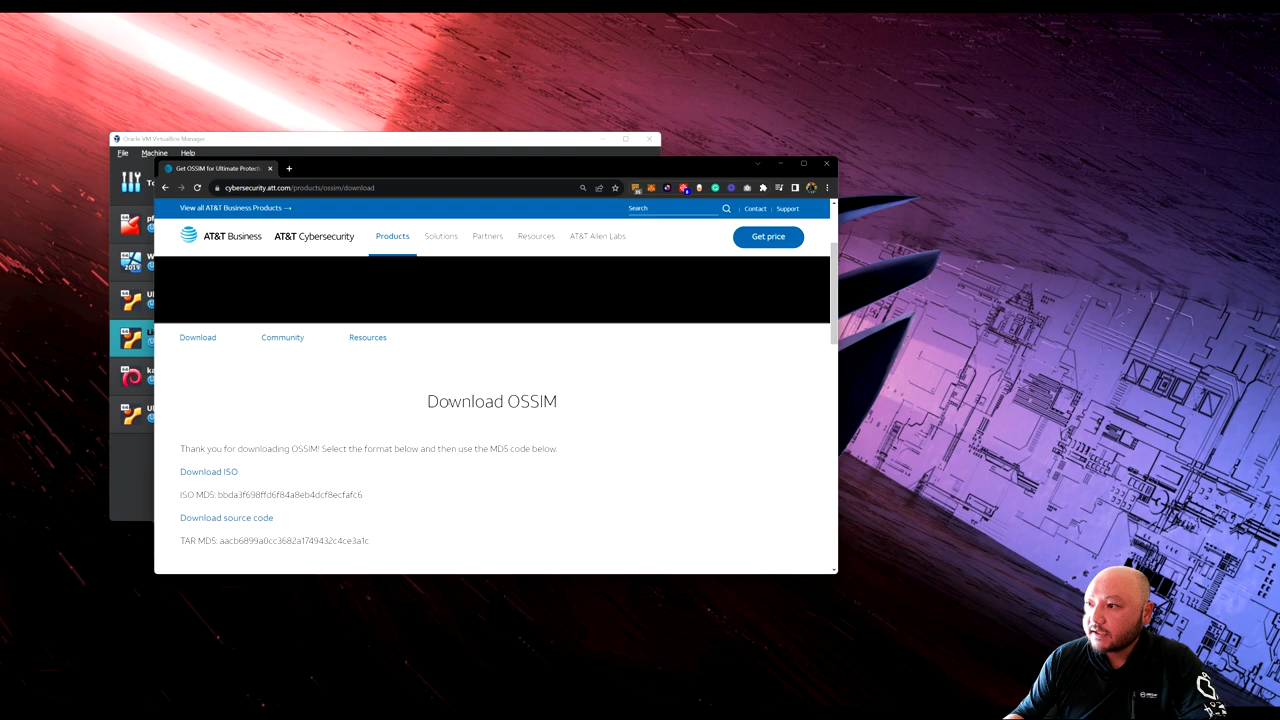 Oracle VM VirtualBox Manager
File Machine Help
Get OSSIM for Ultimate Protecti
cybersecurity.att.com/products/ossim/download
View all AT&T Business Products →
Search
Contact
Support
AT&T Business
AT&T Cybersecurity
Products
Solutions
Partners
Resources
AT&T Alien Labs
Get price
Download
Community
Resources
Download OSSIM
Thank you for downloading OSSIM! Select the format below and then use the MD5 code below.
Download ISO
ISO MD5: bbda3f698ffd6f84a8eb4dcf8ecfafc6
Download source code
TAR MD5: aacb6899a0cc3682a1749432c4ce3a1c